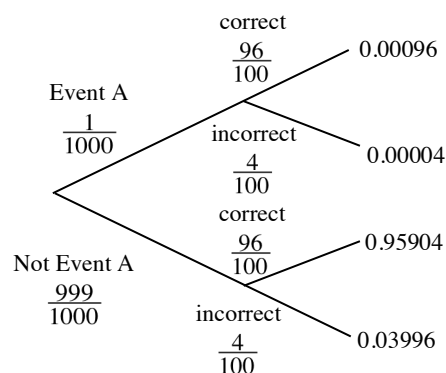 correct
96
100
0.00096
Event A
1
1000
incorrect
4
100
0.00004
correct
96
100
0.95904
Not Event A
999
1000
incorrect
4
100
0.03996